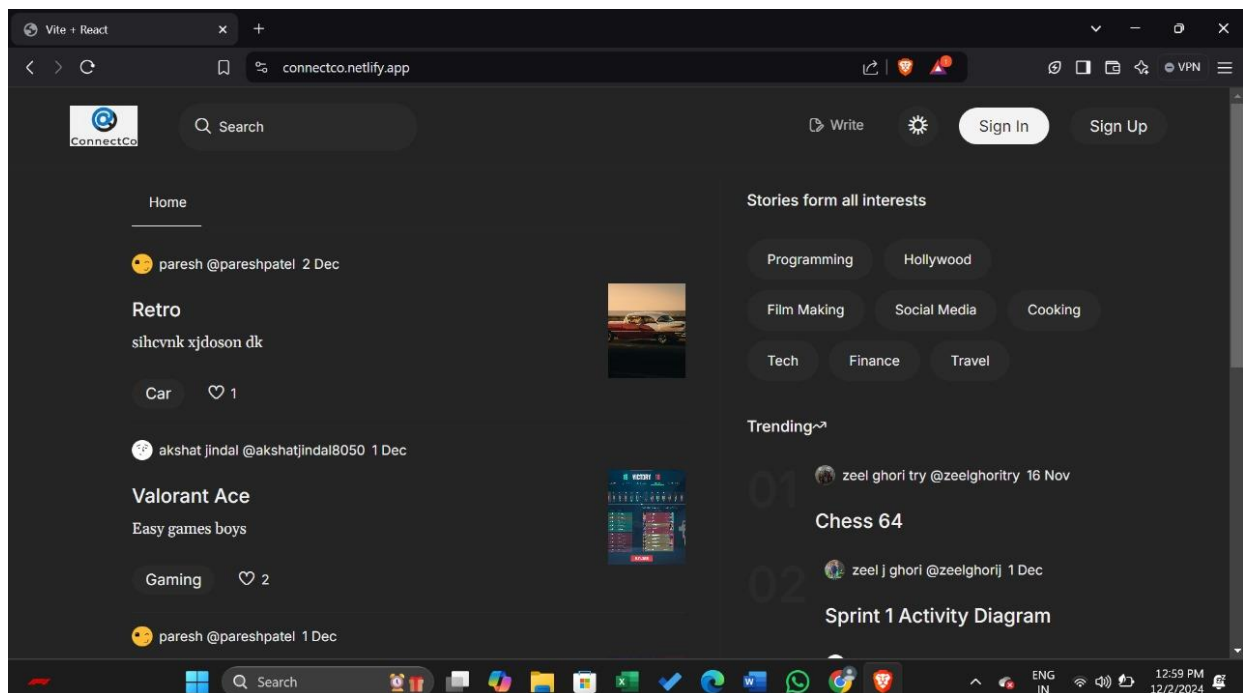 Vite + React
connectco.netlify.app
VPN
@
ConnectCo
Search
Write
Sign In
Sign Up
Home
paresh @pareshpatel 2 Dec
Retro
sihcvnk xjdoson dk
Car
1
akshat jindal @akshatjindal8050 1 Dec
Valorant Ace
Easy games boys
VICTORY
Gaming
2
paresh @pareshpatel 1 Dec
Stories form all interests
Programming
Hollywood
Film Making
Social Media
Cooking
Tech
Finance
Travel
Trending
01
zeel ghori try @zeelghoritry 16 Nov
Chess 64
02
zeel j ghori @zeelghorij 1 Dec
Sprint 1 Activity Diagram
Search
ENG
IN
12:59 PM
12/2/2024